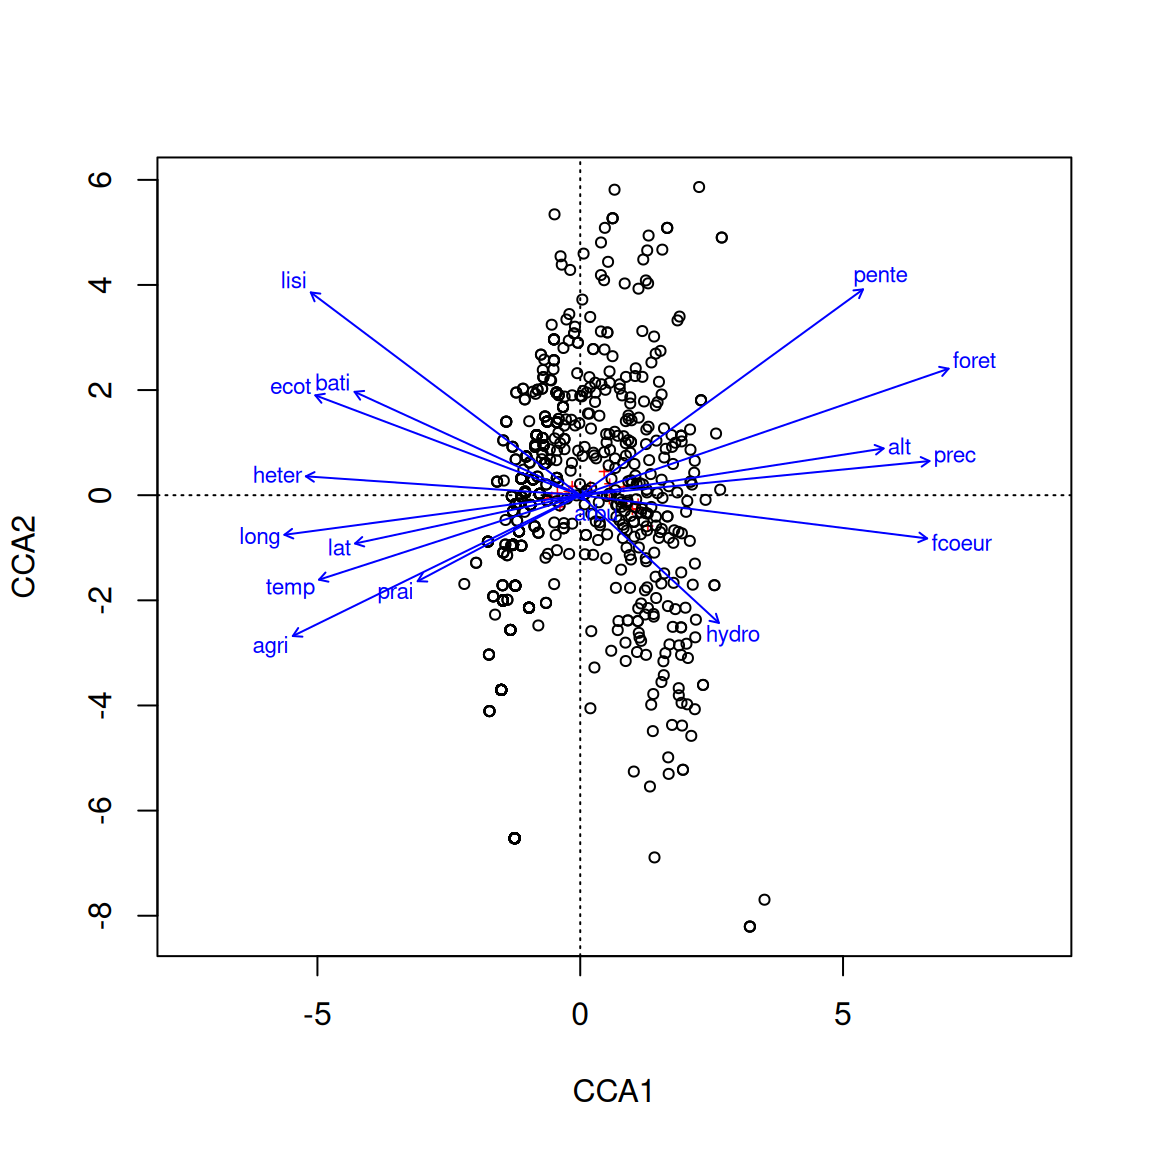 6
4
2
0
-2
-4
-6
-8
CCA2
lisi
pente
foret
ecot bati
alt
prec
heter
long
lat
fcoeur
temp
prai
hydro
agri
-5 0 5
CCA1